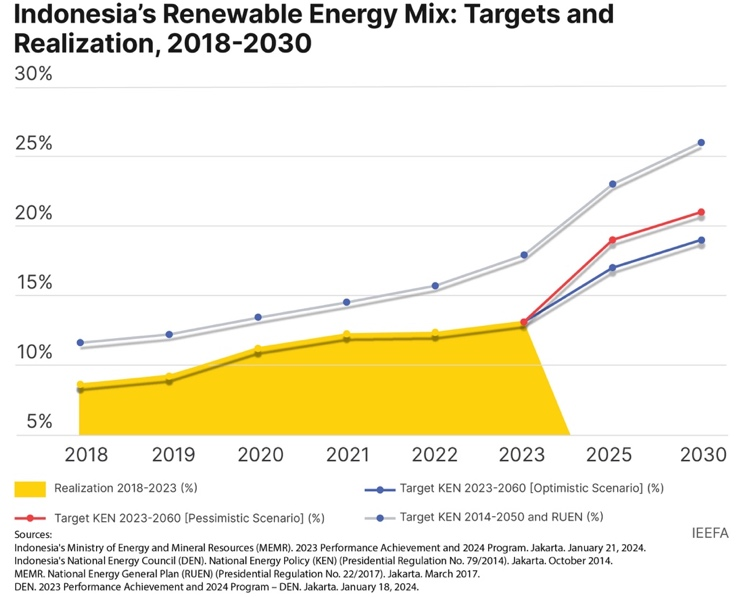 Indonesia's Renewable Energy Mix: Targets and
Realization, 2018-2030
30%
25%
20%
15%
10%
5%
2018 2019 2020 2021 2022 2023 2025 2030
Realization 2018-2023 (%)
Target KEN 2023-2060 [Optimistic Scenario] (%)
Target KEN 2023-2060 [Pessimistic Scenario] (%)
Target KEN 2014-2050 and RUEN (%)
IEEFA
Sources:
Indonesia's Ministry of Energy and Mineral Resources (MEMR). 2023 Performance Achievement and 2024 Program. Jakarta. January 21, 2024.
Indonesia's National Energy Council (DEN). National Energy Policy (KEN) (Presidential Regulation No. 79/2014). Jakarta. October 2014.
MEMR. National Energy General Plan (RUEN) (Presidential Regulation No. 22/2017). Jakarta. March 2017.
DEN. 2023 Performance Achievement and 2024 Program – DEN. Jakarta. January 18, 2024.